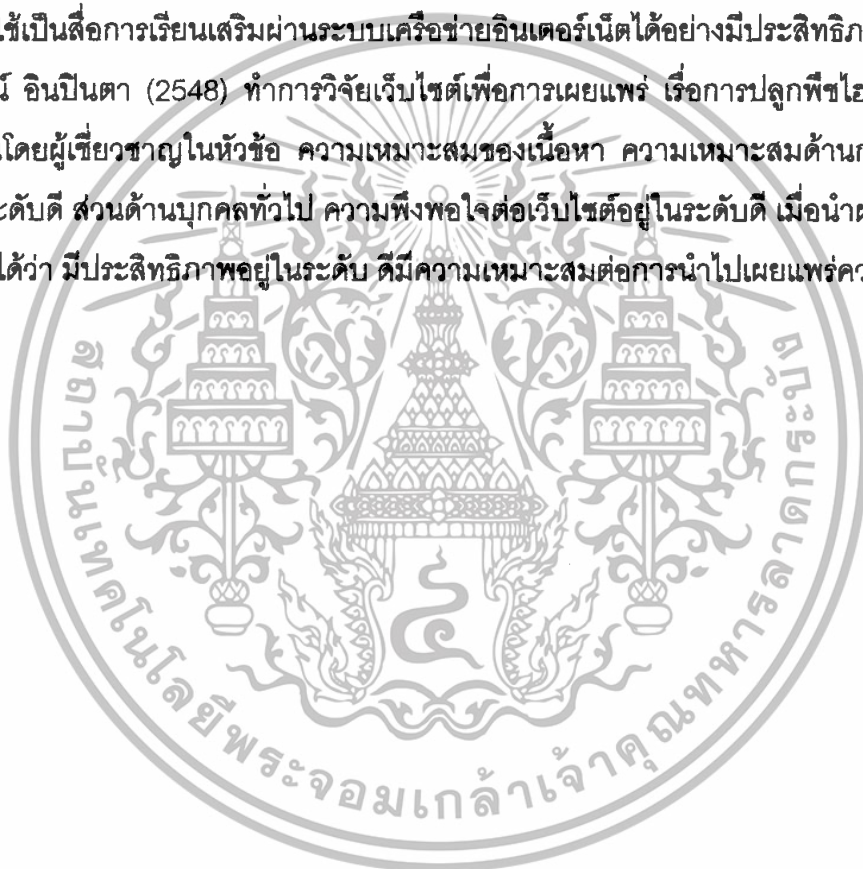 ใช้เป็นสื่อการเรียนเสริมผ่านระบบเครือข่ายอินเตอร์เน็ตได้อย่างมีประสิทธิภา
น์ อินปินตา (2548) ทำการวิจัยเว็บไซต์เพื่อการเผยแพร่ เรื่อการปลูกพืชไฮ
นโดยผู้เชี่ยวชาญในหัวข้อ ความเหมาะสมของเนื้อหา ความเหมาะสมด้านก
ะดับดี ส่วนด้านบุคคลทั่วไป ความพึงพอใจต่อเว็บไซต์อยู่ในระดับดี เมื่อนำผ
ได้ว่า มีประสิทธิภาพอยู่ในระดับ ดีมีความเหมาะสมต่อการนำไปเผยแพร่คว
สถาบันเทคโนโลยีพระจอมเกล้าเจ้าคุณทหารลาดกระบัง